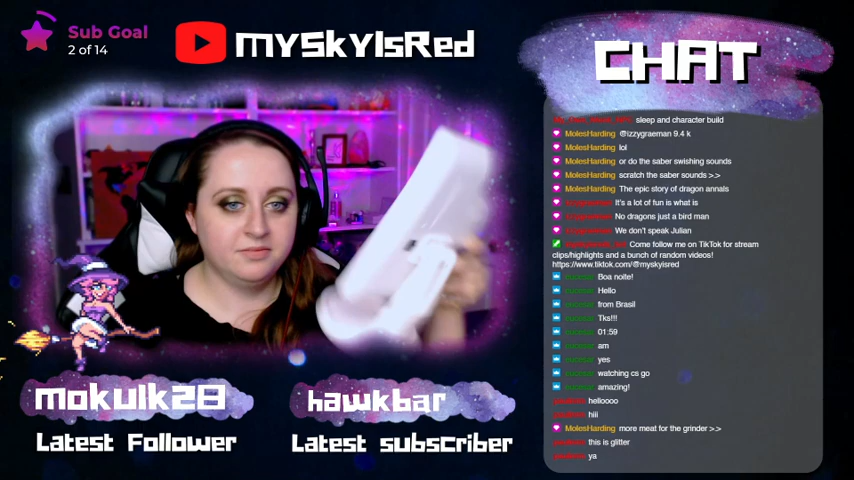 Sub Goal
2 of 14
MYSkYIsRed
CHAT
sleep and character build
MolesHarding @izzygraeman 9.4 k
MolesHarding lol
MolesHarding or do the saber swishing sounds
MolesHarding scratch the saber sounds >.>
MolesHarding The epic story of dragon annals
It's a lot of fun is what is
No dragons just a bird man
We don't speak Julian
Come follow me on TikTok for stream
clips/highlights and a bunch of random videos!
https://www.tiktok.com/@myskyisred
Boa noite!
Hello
from Brasil
Tks!!!
01:59
am
yes
watching cs go
amazing!
helloooo
hiii
MolesHarding more meat for the grinder >.>
this is glitter
ya
mokulk28
Latest Follower
hawkbar
Latest subscriber